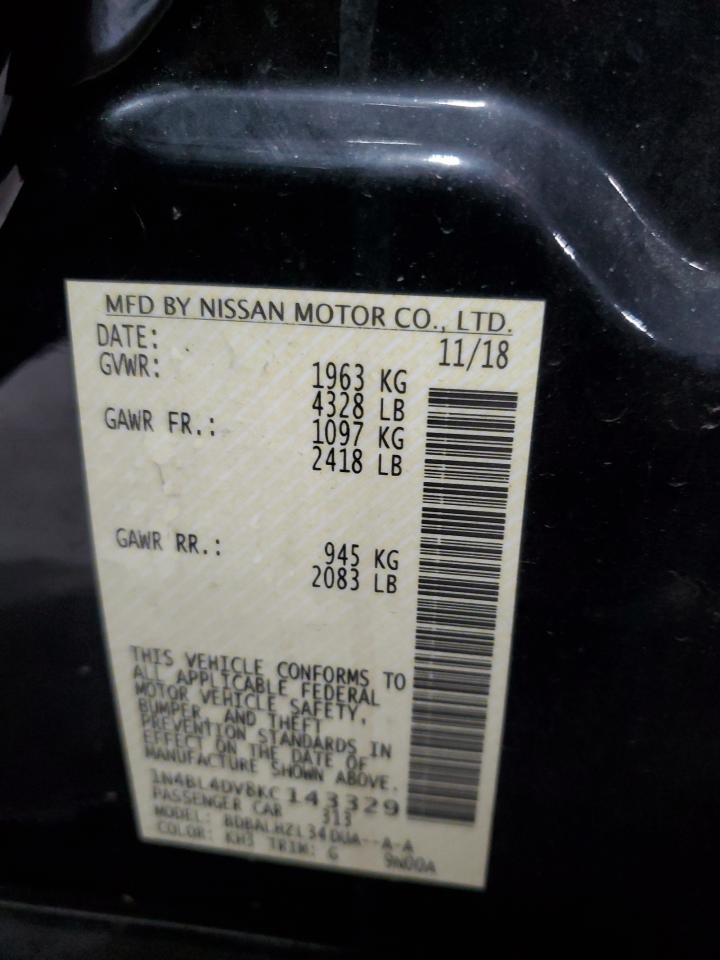 MFD BY NISSAN MOTOR CO., LTD.
DATE: 11/18
GVWR: 1963 KG
4328 LB
GAWR FR.: 1097 KG
2418 LB
GAWR RR.: 945 KG
2083 LB
THIS VEHICLE CONFORMS TO
ALL APPLICABLE FEDERAL
MOTOR VEHICLE SAFETY,
BUMPER, AND THEFT
PREVENTION STANDARDS IN
EFFECT ON THE DATE OF
MANUFACTURE SHOWN ABOVE.
1N4BL4DV8KC143329
PASSENGER CAR 313
MODEL: A-A
COLOR: KH3 TRIM: G 9N00A